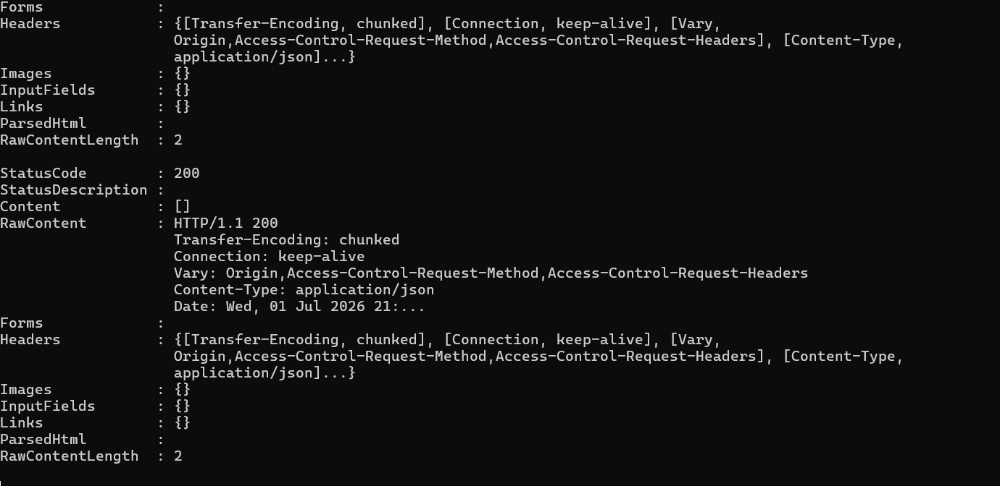 Forms             :
Headers           : {[Transfer-Encoding, chunked], [Connection, keep-alive], [Vary,
                    Origin,Access-Control-Request-Method,Access-Control-Request-Headers], [Content-Type,
                    application/json]...}
Images            : {}
InputFields       : {}
Links             : {}
ParsedHtml        :
RawContentLength  : 2

StatusCode        : 200
StatusDescription :
Content           : []
RawContent        : HTTP/1.1 200
                    Transfer-Encoding: chunked
                    Connection: keep-alive
                    Vary: Origin,Access-Control-Request-Method,Access-Control-Request-Headers
                    Content-Type: application/json
                    Date: Wed, 01 Jul 2026 21:...
Forms             :
Headers           : {[Transfer-Encoding, chunked], [Connection, keep-alive], [Vary,
                    Origin,Access-Control-Request-Method,Access-Control-Request-Headers], [Content-Type,
                    application/json]...}
Images            : {}
InputFields       : {}
Links             : {}
ParsedHtml        :
RawContentLength  : 2